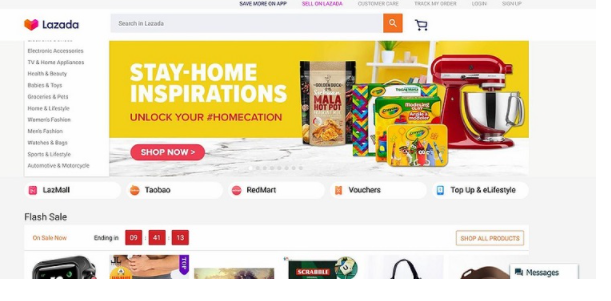 SAVE MORE ON APP SELL ON LAZADA CUSTOMER CARE TRACK MY ORDER LOGIN SIGNUP
Lazada
Search in Lazada
Electronic Accessories
TV & Home Appliances
Health & Beauty
Babies & Toys
Groceries & Pets
Home & Lifestyle
Women's Fashion
Men's Fashion
Watches & Bags
Sports & Lifestyle
Automotive & Motorcycle
STAY-HOME
INSPIRATIONS
UNLOCK YOUR #HOMECATION
SHOP NOW >
MALA
HOT POT
Crayola
LazMall
Taobao
RedMart
Vouchers
Top Up & eLifestyle
Flash Sale
On Sale Now
Ending in 09 : 41 : 13
SHOP ALL PRODUCTS
TOP
SCRABBLE
Messages